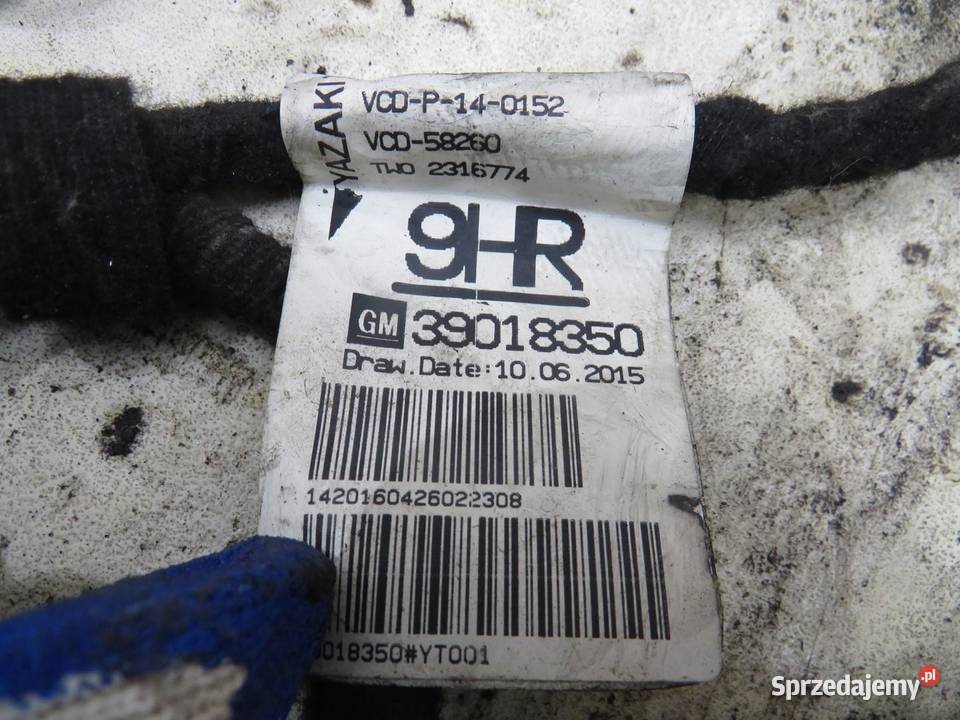 YAZAKI
VCD-P-14-0152
VCD-58260
TWO 2316774
9HR
GM 39018350
Draw.Date:10.06.2015
1420160426022308
018350#YT001
Sprzedajemy.pl